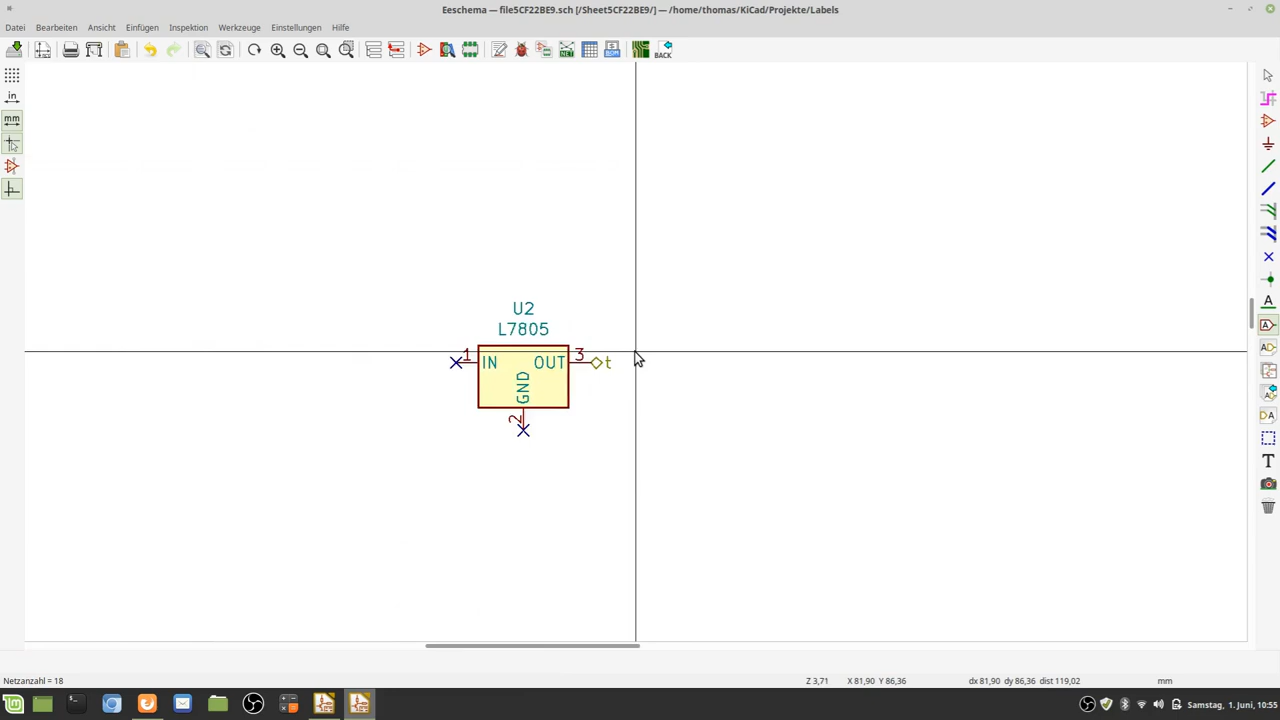 Eeschema — file5CF22BE9.sch [/Sheet5CF22BE9/] — /home/thomas/KiCad/Projekte/Labels
Datei Bearbeiten Ansicht Einfügen Inspektion Werkzeuge Einstellungen Hilfe
NET
BOM
BACK
in
mm
U2
L7805
1 IN OUT 3 t
GND
2
A
A
A
A
A
T
Netzanzahl = 18 Z 3,71 X 81,90 Y 86,36 dx 81,90 dy 86,36 dist 119,02 mm
Samstag, 1. Juni, 10:55